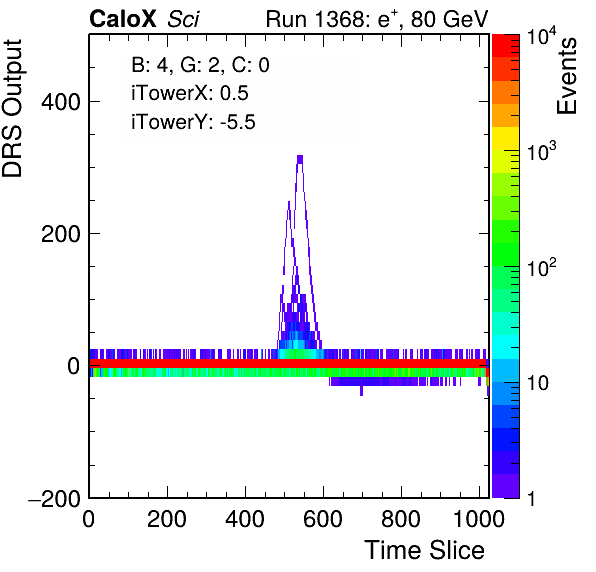 CaloX Sci Run 1368: e⁺, 80 GeV
B: 4, G: 2, C: 0
iTowerX: 0.5
iTowerY: -5.5
DRS Output
400
200
0
−200
0 200 400 600 800 1000
Time Slice
Events
10⁴
10³
10²
10
1